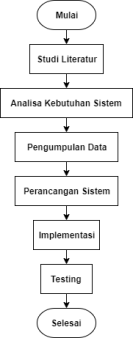 Mulai
Studi Literatur
Analisa Kebutuhan Sistem
Pengumpulan Data
Perancangan Sistem
Implementasi
Testing
Selesai